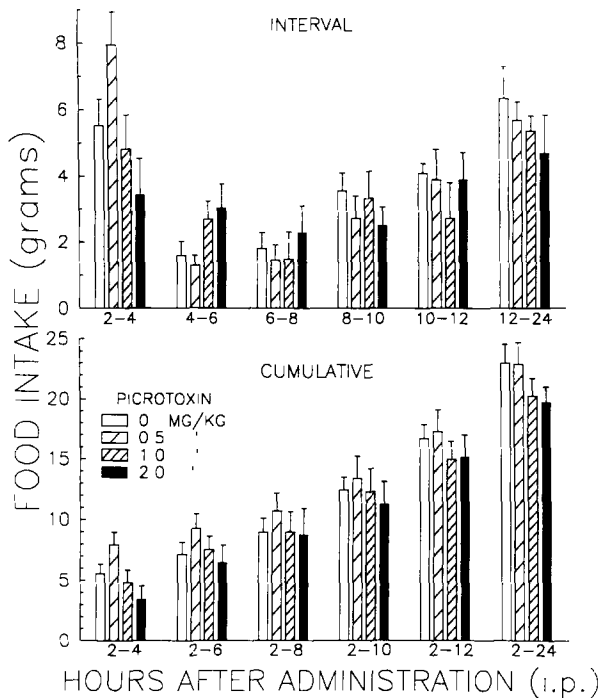 INTERVAL
8
6
4
2
0
2-4 4-6 6-8 8-10 10-12 12-24
FOOD INTAKE (grams)
CUMULATIVE
25
20
15
10
5
0
PICROTOXIN
0 MG/KG
0.5 "
1.0
2.0 "
2-4 2-6 2-8 2-10 2-12 2-24
HOURS AFTER ADMINISTRATION (i.p.)